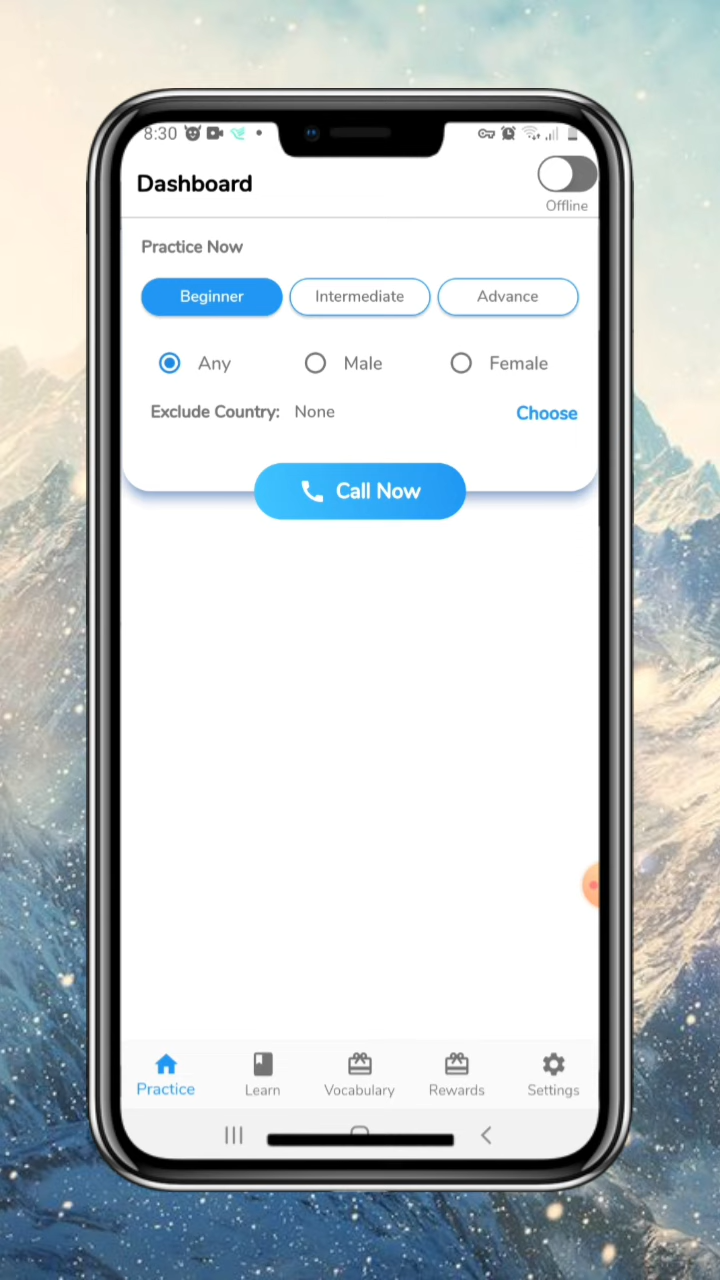 8:30
Dashboard
Offline
Practice Now
Beginner Intermediate Advance
Any Male Female
Exclude Country: None Choose
Call Now
Practice Learn Vocabulary Rewards Settings